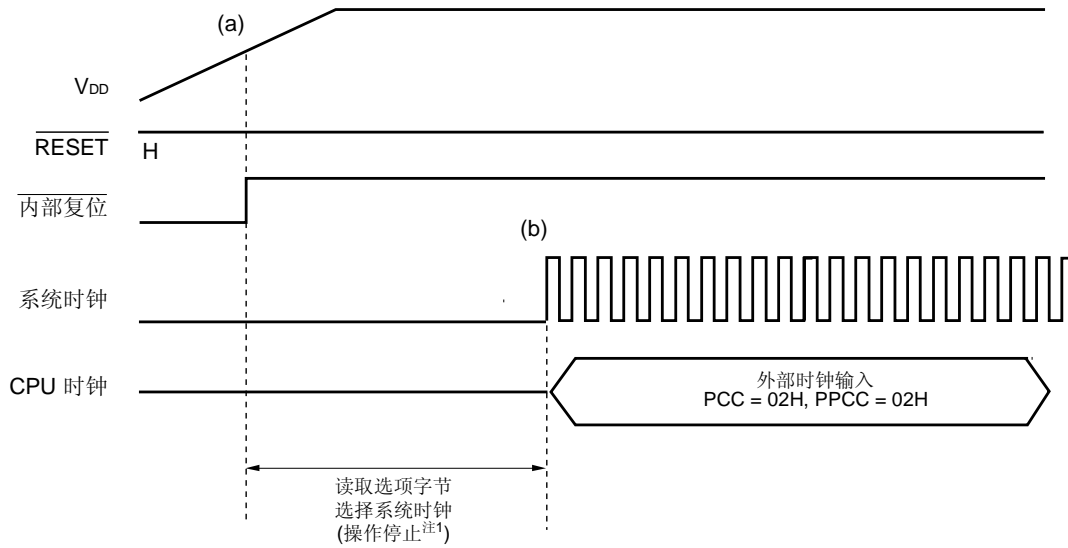 (a)
VDD
RESET
H
内部复位
(b)
系统时钟
CPU 时钟
外部时钟输入
PCC = 02H, PPCC = 02H
读取选项字节
选择系统时钟
(操作停止注1)